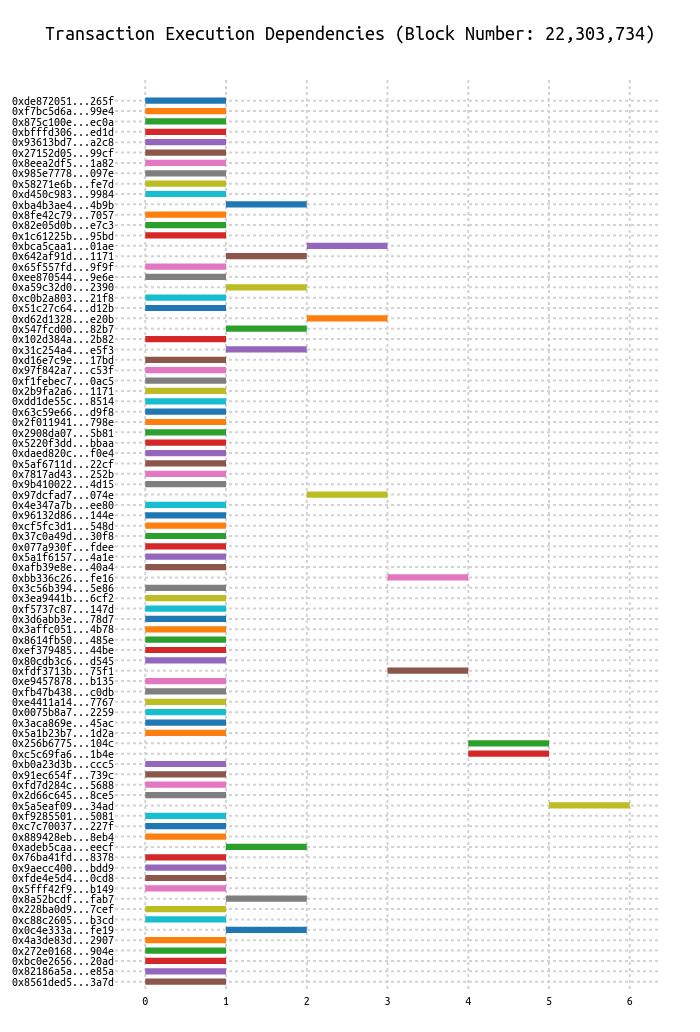 Transaction Execution Dependencies (Block Number: 22,303,734)
0xde872051...265f
0xf7bc5d6a...99e4
0x875c100e...ec0a
0xbfffd306...ed1d
0x93613bd7...a2c8
0x27152d05...99cf
0x8eea2df5...1a82
0x985e7778...097e
0x58271e6b...fe7d
0xd450c983...9984
0xba4b3ae4...4b9b
0x8fe42c79...7057
0x82e05d0b...e7c3
0x1c61225b...95bd
0xbca5caa1...01ae
0x642af91d...1171
0x65f557fd...9f9f
0xee870544...9e6e
0xa59c32d0...2390
0xc0b2a803...21f8
0x51c27c64...d12b
0xd62d1328...e20b
0x547fcd00...82b7
0x102d384a...2b82
0x31c254a4...e5f3
0xd16e7c9e...17bd
0x97f842a7...c53f
0xf1febec7...0ac5
0x2b9fa2a6...1171
0xdd1de55c...8514
0x63c59e66...d9f8
0x2f011941...798e
0x2908da07...5b81
0x5220f3dd...bbaa
0xdaed820c...f0e4
0x5af6711d...22cf
0x7817ad43...252b
0x9b410022...4d15
0x97dcfad7...074e
0x4e347a7b...ee80
0x96132d86...144e
0xcf5fc3d1...548d
0x37c0a49d...30f8
0x077a930f...fdee
0x5a1f6157...4a1e
0xafb39e8e...40a4
0xbb336c26...fe16
0x3c56b394...5e86
0x3ea9441b...6cf2
0xf5737c87...147d
0x3d6abb3e...78d7
0x3affc051...4b78
0x8614fb50...485e
0xef379485...44be
0x80cdb3c6...d545
0xfdf3713b...75f1
0xe9457878...b135
0xfb47b438...c0db
0xe4411a14...7767
0x0075b8a7...2259
0x3aca869e...45ac
0x5a1b23b7...1d2a
0x256b6775...104c
0xc5c69fa6...1b4e
0xb0a23d3b...ccc5
0x91ec654f...739c
0xfd7d284c...5688
0x2d66c645...8ce5
0x5a5eaf09...34ad
0xf9285501...5081
0xc7c70037...227f
0x889428eb...8eb4
0xadeb5caa...eecf
0x76ba41fd...8378
0x9aecc400...bdd9
0xfde4e5d4...0cd8
0x5fff42f9...b149
0x8a52bcdf...fab7
0x228ba0d9...7cef
0xc88c2605...b3cd
0x0c4e333a...fe19
0x4a3de83d...2907
0x272e0168...904e
0xbc0e2656...20ad
0x82186a5a...e85a
0x8561ded5...3a7d
0 1 2 3 4 5 6